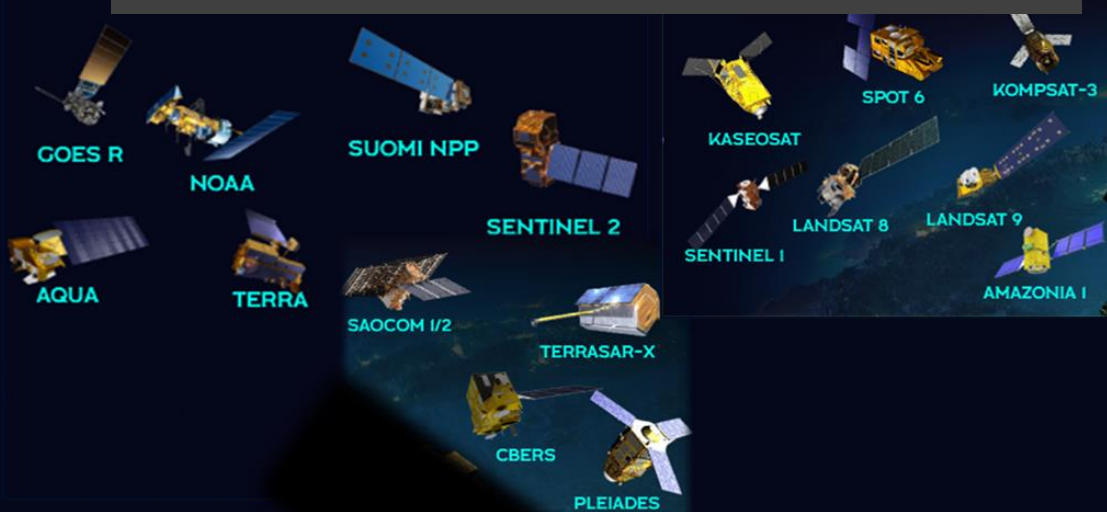 GOES R
NOAA
SUOMI NPP
SENTINEL 2
AQUA
TERRA
SAOCOM 1/2
TERRASAR-X
CBERS
PLEIADES
KASEOSAT
SPOT 6
KOMPSAT-3
SENTINEL 1
LANDSAT 8
LANDSAT 9
AMAZONIA 1